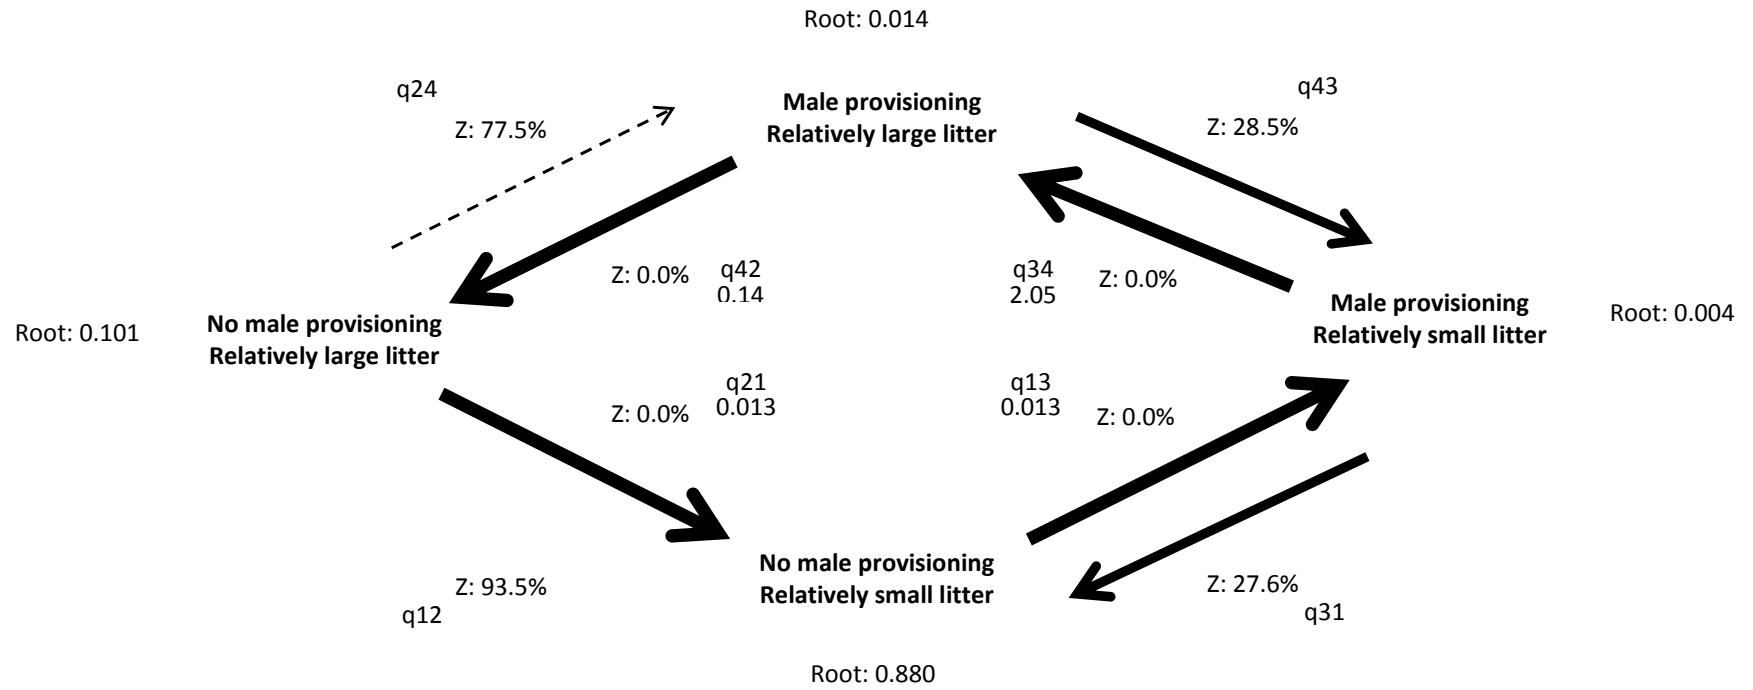 Root: 0.014
q24
Z: 77.5%
Male provisioning
Relatively large litter
q43
Z: 28.5%
Z: 0.0%
q42
0.14
q34
2.05
Z: 0.0%
Root: 0.101
No male provisioning
Relatively large litter
Male provisioning
Relatively small litter
Root: 0.004
Z: 0.0%
q21
0.013
q13
0.013
Z: 0.0%
Z: 93.5%
q12
No male provisioning
Relatively small litter
Z: 27.6%
q31
Root: 0.880